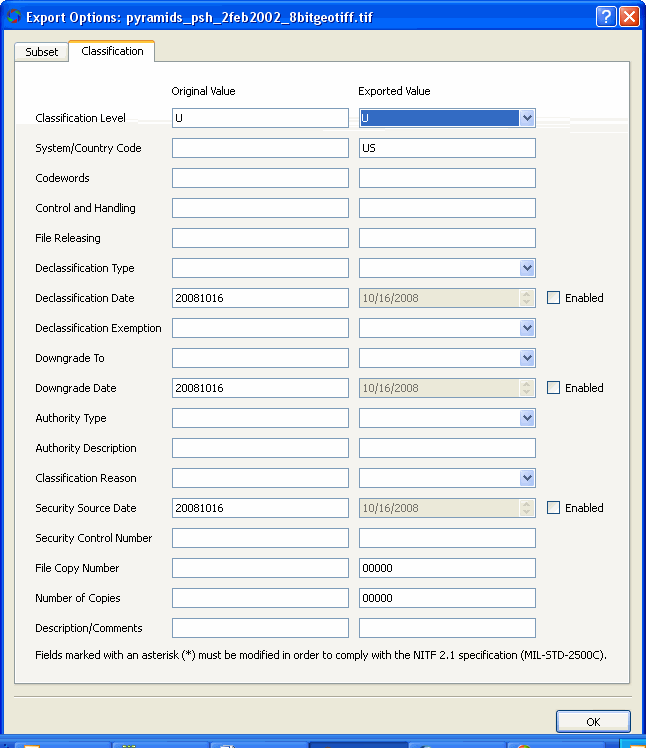 Export Options: pyramids_psh_2feb2002_8bitgeotiff.tif
Subset Classification
Original Value Exported Value
Classification Level U U
System/Country Code US
Codewords
Control and Handling
File Releasing
Declassification Type
Declassification Date 20081016 10/16/2008 Enabled
Declassification Exemption
Downgrade To
Downgrade Date 20081016 10/16/2008 Enabled
Authority Type
Authority Description
Classification Reason
Security Source Date 20081016 10/16/2008 Enabled
Security Control Number
File Copy Number 00000
Number of Copies 00000
Description/Comments
Fields marked with an asterisk (*) must be modified in order to comply with the NITF 2.1 specification (MIL-STD-2500C).
OK